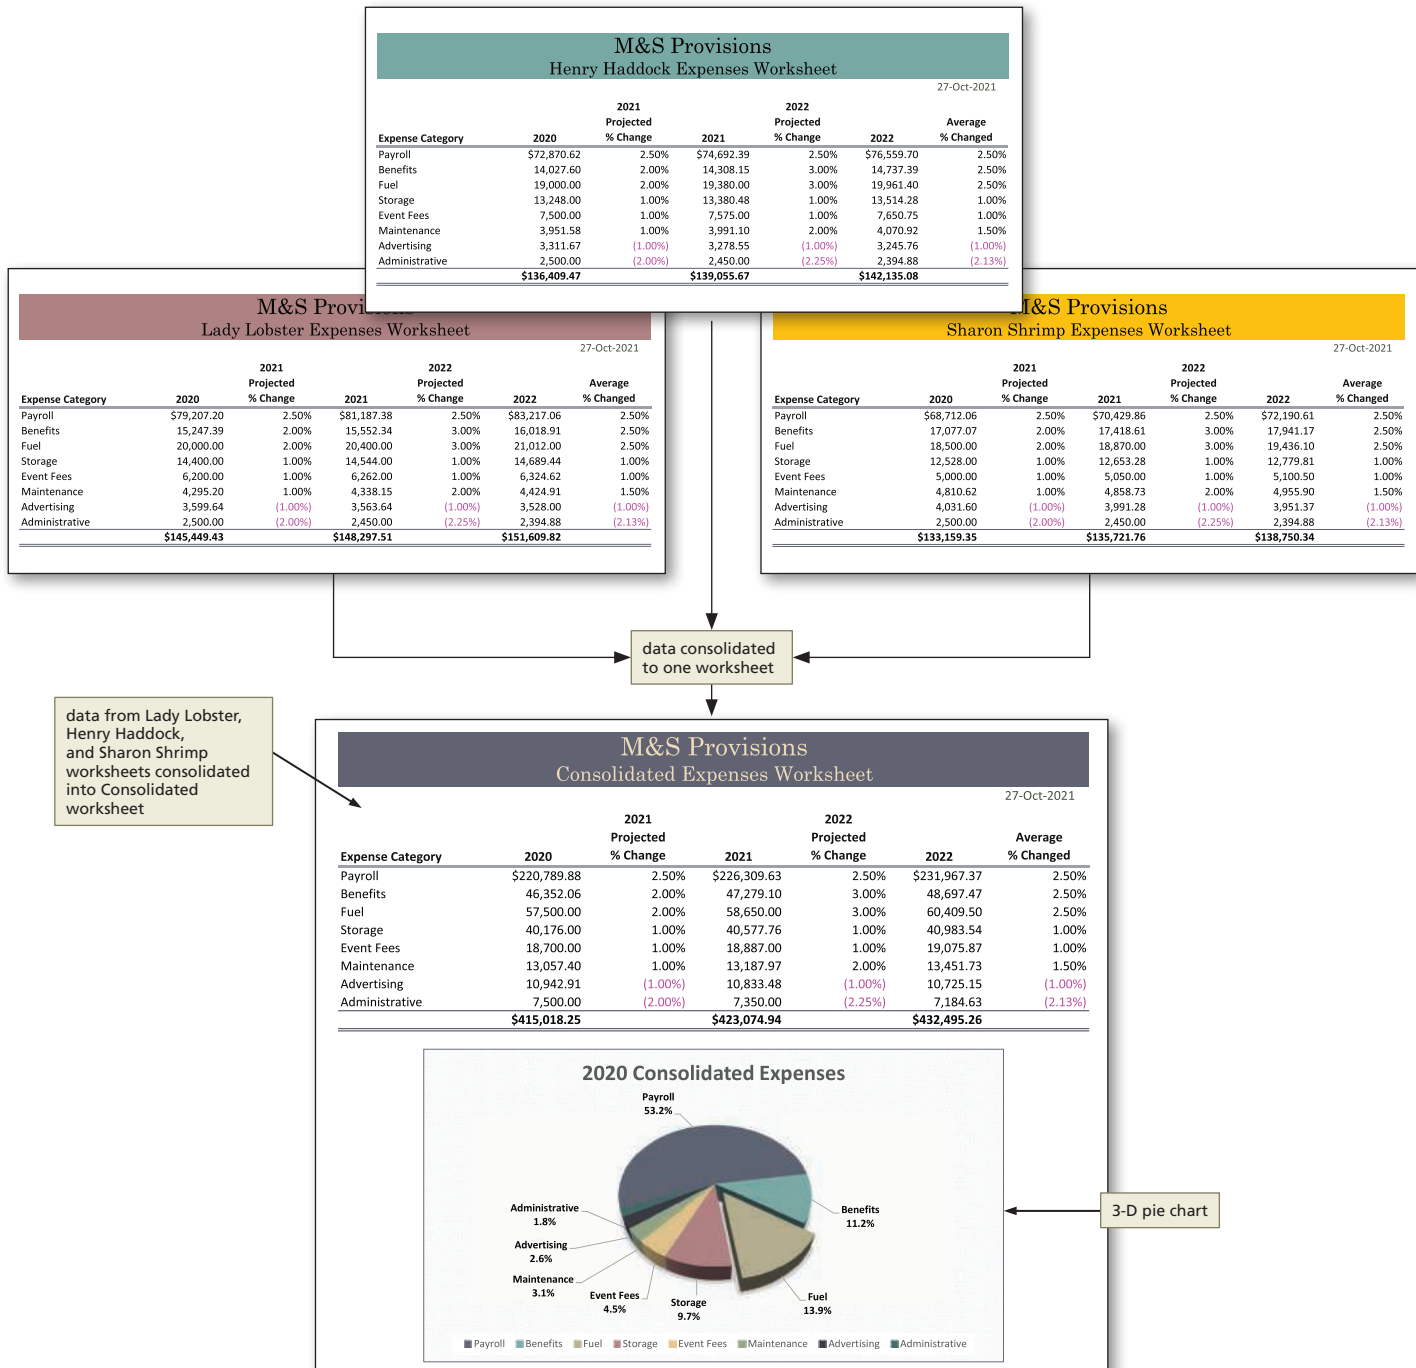 M&S Provisions
Henry Haddock Expenses Worksheet
27-Oct-2021
2021 2022
Projected Projected Average
Expense Category 2020 % Change 2021 % Change 2022 % Changed
Payroll $72,870.62 2.50% $74,692.39 2.50% $76,559.70 2.50%
Benefits 14,027.60 2.00% 14,308.15 3.00% 14,737.39 2.50%
Fuel 19,000.00 2.00% 19,380.00 3.00% 19,961.40 2.50%
Storage 13,248.00 1.00% 13,380.48 1.00% 13,514.28 1.00%
Event Fees 7,500.00 1.00% 7,575.00 1.00% 7,650.75 1.00%
Maintenance 3,951.58 1.00% 3,991.10 2.00% 4,070.92 1.50%
Advertising 3,311.67 (1.00%) 3,278.55 (1.00%) 3,245.76 (1.00%)
Administrative 2,500.00 (2.00%) 2,450.00 (2.25%) 2,394.88 (2.13%)
$136,409.47 $139,055.67 $142,135.08
M&S Provisions
Lady Lobster Expenses Worksheet
27-Oct-2021
2021 2022
Projected Projected Average
Expense Category 2020 % Change 2021 % Change 2022 % Changed
Payroll $79,207.20 2.50% $81,187.38 2.50% $83,217.06 2.50%
Benefits 15,247.39 2.00% 15,552.34 3.00% 16,018.91 2.50%
Fuel 20,000.00 2.00% 20,400.00 3.00% 21,012.00 2.50%
Storage 14,400.00 1.00% 14,544.00 1.00% 14,689.44 1.00%
Event Fees 6,200.00 1.00% 6,262.00 1.00% 6,324.62 1.00%
Maintenance 4,295.20 1.00% 4,338.15 2.00% 4,424.91 1.50%
Advertising 3,599.64 (1.00%) 3,563.64 (1.00%) 3,528.00 (1.00%)
Administrative 2,500.00 (2.00%) 2,450.00 (2.25%) 2,394.88 (2.13%)
$145,449.43 $148,297.51 $151,609.82
M&S Provisions
Sharon Shrimp Expenses Worksheet
27-Oct-2021
2021 2022
Projected Projected Average
Expense Category 2020 % Change 2021 % Change 2022 % Changed
Payroll $68,712.06 2.50% $70,429.86 2.50% $72,190.61 2.50%
Benefits 17,077.07 2.00% 17,418.61 3.00% 17,941.17 2.50%
Fuel 18,500.00 2.00% 18,870.00 3.00% 19,436.10 2.50%
Storage 12,528.00 1.00% 12,653.28 1.00% 12,779.81 1.00%
Event Fees 5,000.00 1.00% 5,050.00 1.00% 5,100.50 1.00%
Maintenance 4,810.62 1.00% 4,858.73 2.00% 4,955.90 1.50%
Advertising 4,031.60 (1.00%) 3,991.28 (1.00%) 3,951.37 (1.00%)
Administrative 2,500.00 (2.00%) 2,450.00 (2.25%) 2,394.88 (2.13%)
$133,159.35 $135,721.76 $138,750.34
data consolidated
to one worksheet
data from Lady Lobster,
Henry Haddock,
and Sharon Shrimp
worksheets consolidated
into Consolidated
worksheet
M&S Provisions
Consolidated Expenses Worksheet
27-Oct-2021
2021 2022
Projected Projected Average
Expense Category 2020 % Change 2021 % Change 2022 % Changed
Payroll $220,789.88 2.50% $226,309.63 2.50% $231,967.37 2.50%
Benefits 46,352.06 2.00% 47,279.10 3.00% 48,697.47 2.50%
Fuel 57,500.00 2.00% 58,650.00 3.00% 60,409.50 2.50%
Storage 40,176.00 1.00% 40,577.76 1.00% 40,983.54 1.00%
Event Fees 18,700.00 1.00% 18,887.00 1.00% 19,075.87 1.00%
Maintenance 13,057.40 1.00% 13,187.97 2.00% 13,451.73 1.50%
Advertising 10,942.91 (1.00%) 10,833.48 (1.00%) 10,725.15 (1.00%)
Administrative 7,500.00 (2.00%) 7,350.00 (2.25%) 7,184.63 (2.13%)
$415,018.25 $423,074.94 $432,495.26
2020 Consolidated Expenses
Payroll
53.2%
Benefits
11.2%
Fuel
13.9%
Storage
9.7%
Event Fees
4.5%
Maintenance
3.1%
Advertising
2.6%
Administrative
1.8%
Payroll Benefits Fuel Storage Event Fees Maintenance Advertising Administrative
3-D pie chart